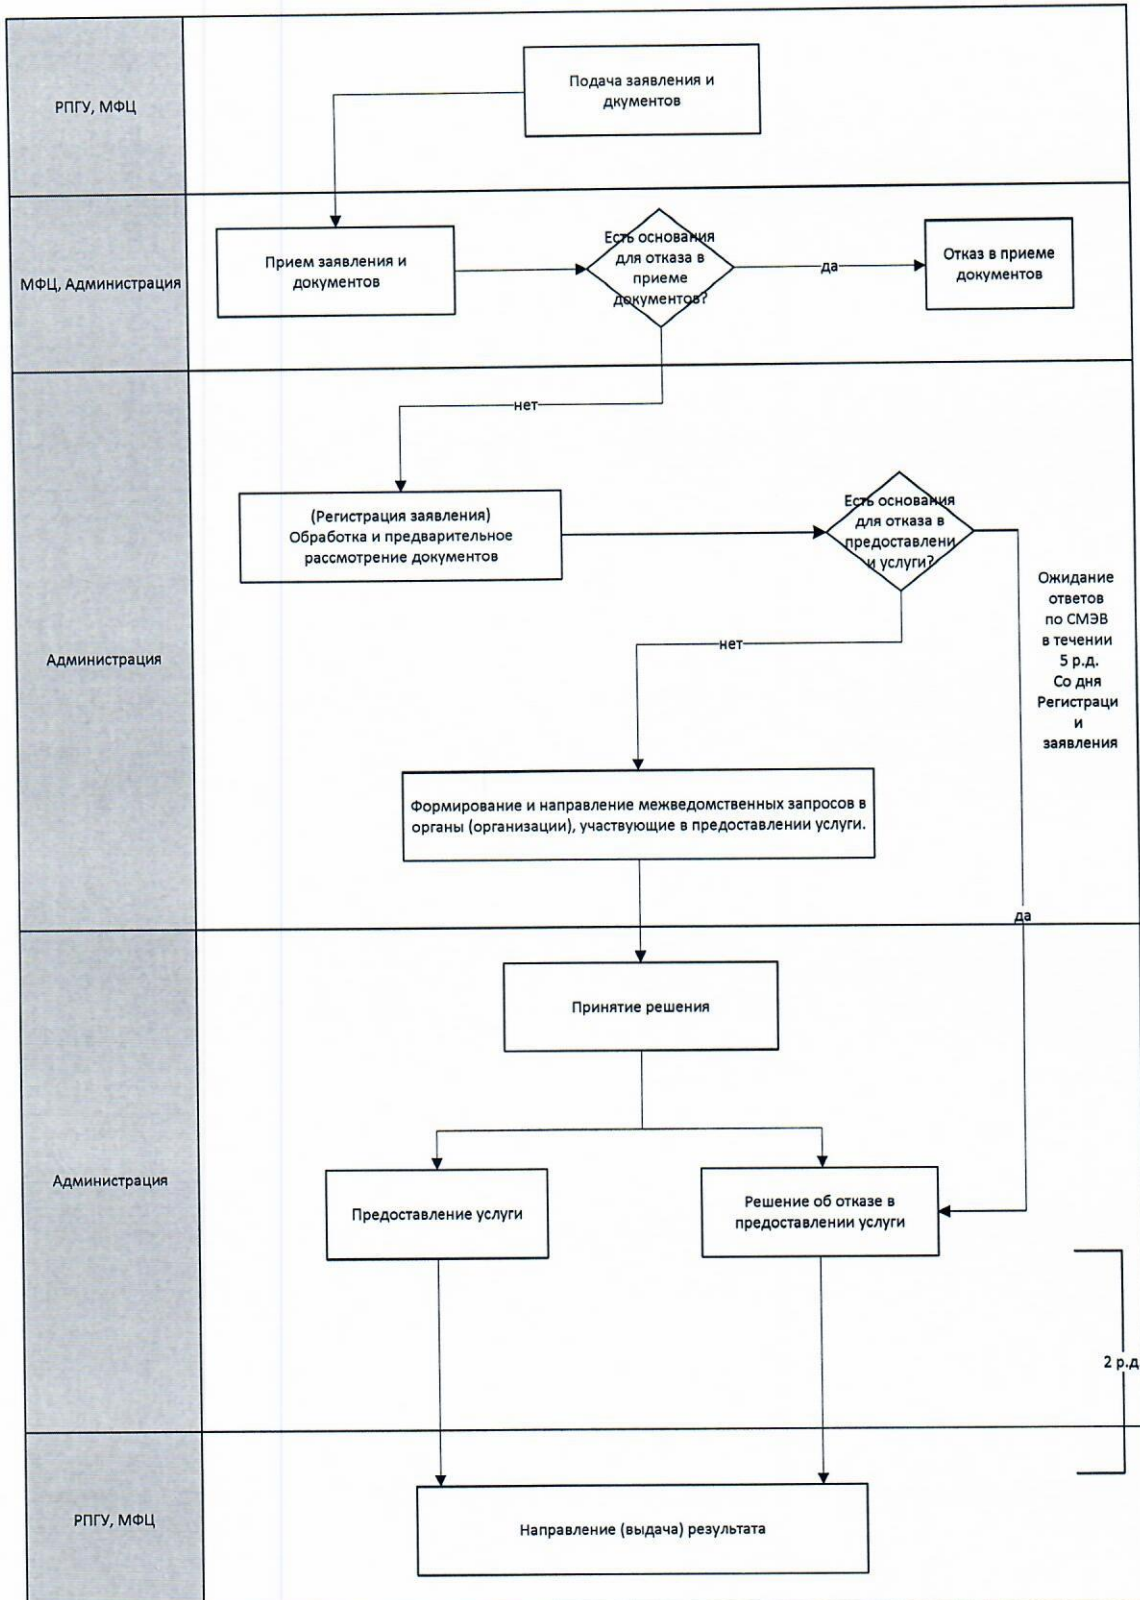 РПГУ, МФЦ
Подача заявления и
дкументов
МФЦ, Администрация
Прием заявления и
документов
Есть основания
для отказа в
приеме
документов?
да
Отказ в приеме
документов
нет
Администрация
(Регистрация заявления)
Обработка и предварительное
рассмотрение документов
Есть основания
для отказа в
предоставлени
и услуги?
Ожидание
ответов
по СМЭВ
в течении
5 р.д.
Со дня
Регистраци
и
заявления
нет
Формирование и направление межведомственных запросов в
органы (организации), участвующие в предоставлении услуги.
да
Администрация
Принятие решения
Предоставление услуги
Решение об отказе в
предоставлении услуги
2 р.д
РПГУ, МФЦ
Направление (выдача) результата